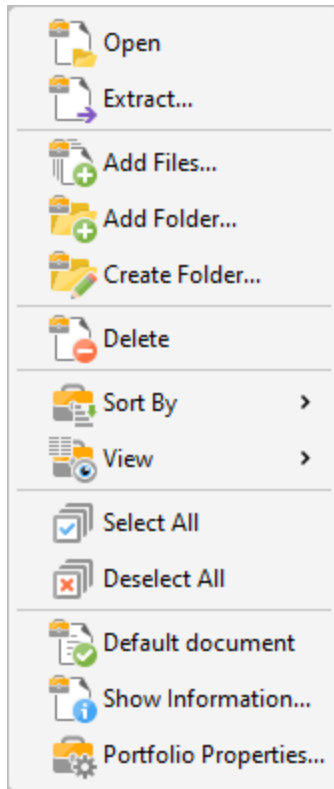 Open
Extract...
Add Files...
Add Folder...
Create Folder...
Delete
Sort By
View
Select All
Deselect All
Default document
Show Information...
Portfolio Properties...